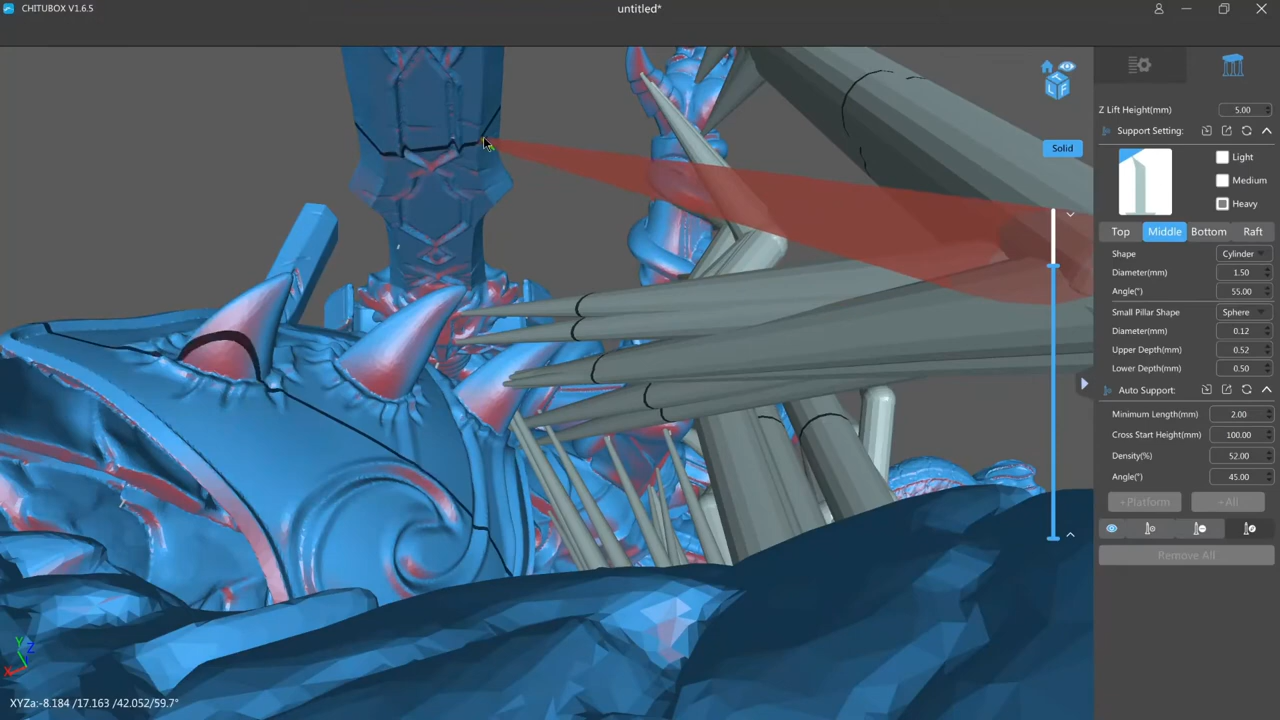 CHITUBOX V1.6.5
untitled*
Z Lift Height(mm) 5.00
Support Setting:
Light
Medium
Heavy
Solid
Top Middle Bottom Raft
Shape Cylinder
Diameter(mm) 1.50
Angle(°) 55.00
Small Pillar Shape Sphere
Diameter(mm) 0.12
Upper Depth(mm) 0.52
Lower Depth(mm) 0.50
Auto Support:
Minimum Length(mm) 2.00
Cross Start Height(mm) 100.00
Density(%) 52.00
Angle(°) 45.00
+Platform +All
Remove All
T
L F
Y Z
X
XYZa:-8.184 /17.163 /42.052/59.7°